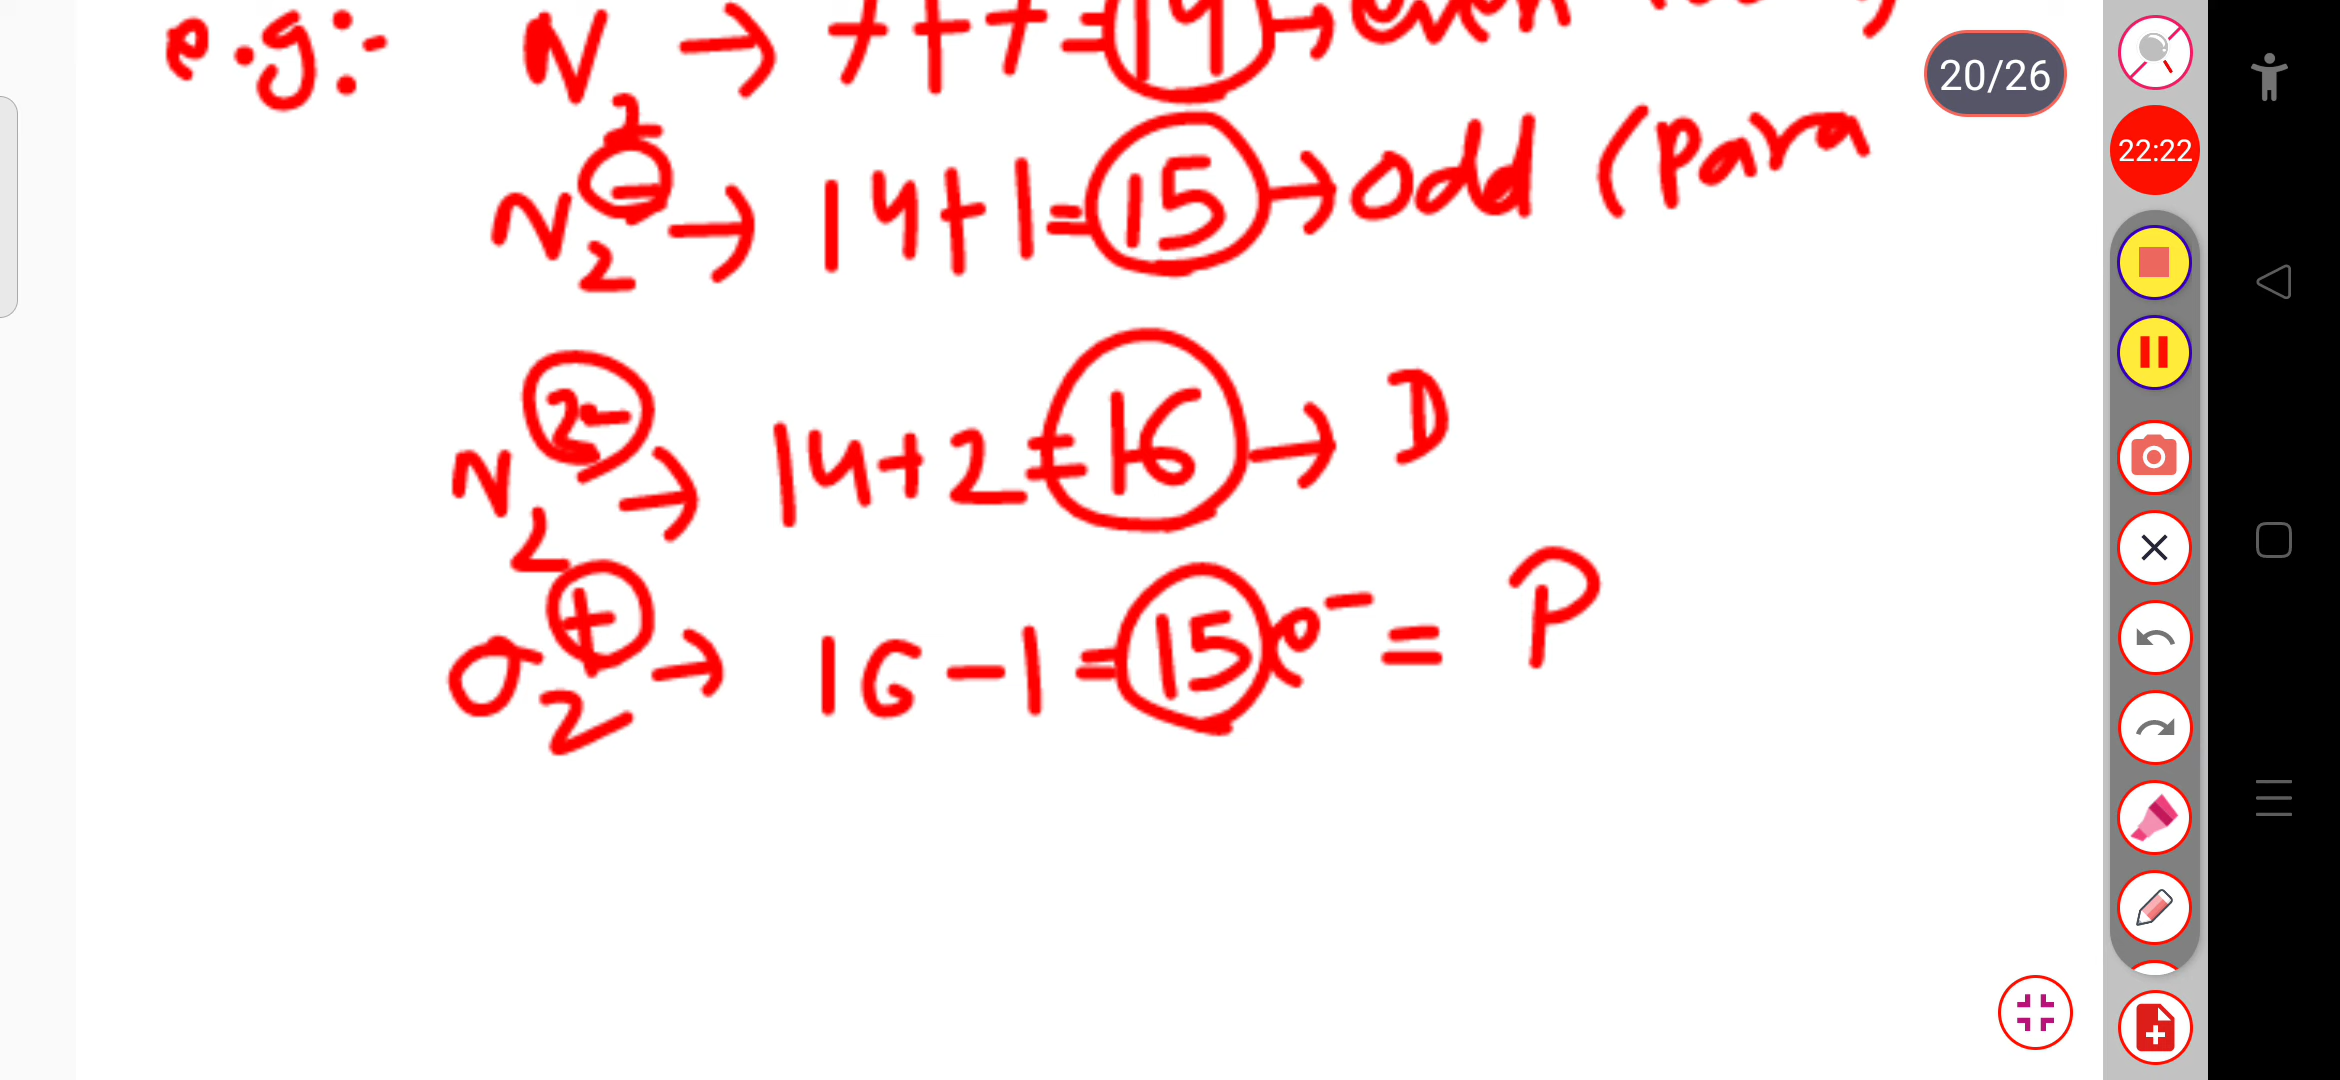 e.g:- N2 → 7+7=14 → even
20/26
N2⁻ → 14+1=15 → odd (Para
22:22
N2²⁻ → 14+2=16 → D
O2⁺ → 16-1=15e⁻ = P